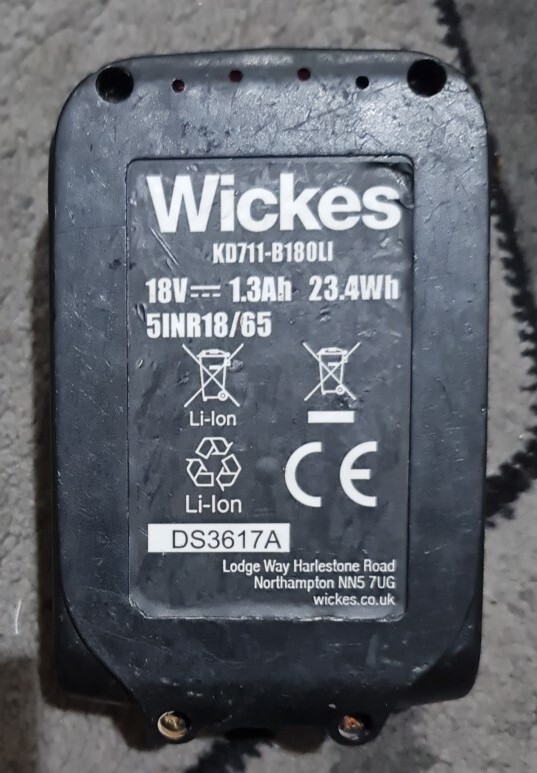 Wickes
KD711-B180LI
18V⎓ 1.3Ah 23.4Wh
5INR18/65
Li-Ion
Li-Ion
CE
DS3617A
Lodge Way Harlestone Road
Northampton NN5 7UG
wickes.co.uk